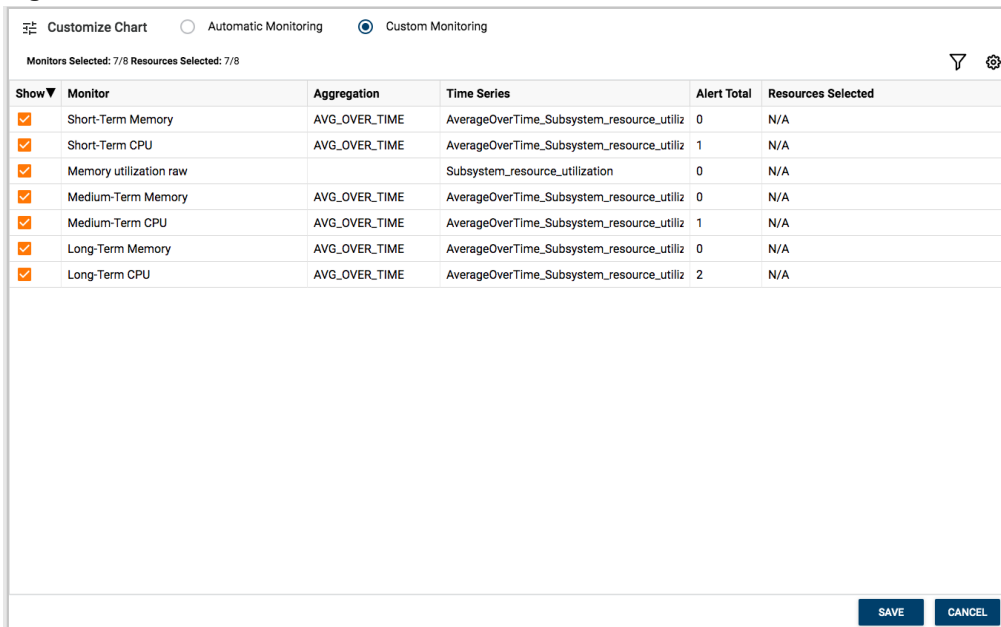 Customize Chart Automatic Monitoring Custom Monitoring
Monitors Selected: 7/8 Resources Selected: 7/8
Show▼ Monitor Aggregation Time Series Alert Total Resources Selected
Short-Term Memory AVG_OVER_TIME AverageOverTime_Subsystem_resource_utiliz 0 N/A
Short-Term CPU AVG_OVER_TIME AverageOverTime_Subsystem_resource_utiliz 1 N/A
Memory utilization raw Subsystem_resource_utilization 0 N/A
Medium-Term Memory AVG_OVER_TIME AverageOverTime_Subsystem_resource_utiliz 0 N/A
Medium-Term CPU AVG_OVER_TIME AverageOverTime_Subsystem_resource_utiliz 1 N/A
Long-Term Memory AVG_OVER_TIME AverageOverTime_Subsystem_resource_utiliz 0 N/A
Long-Term CPU AVG_OVER_TIME AverageOverTime_Subsystem_resource_utiliz 2 N/A
SAVE CANCEL